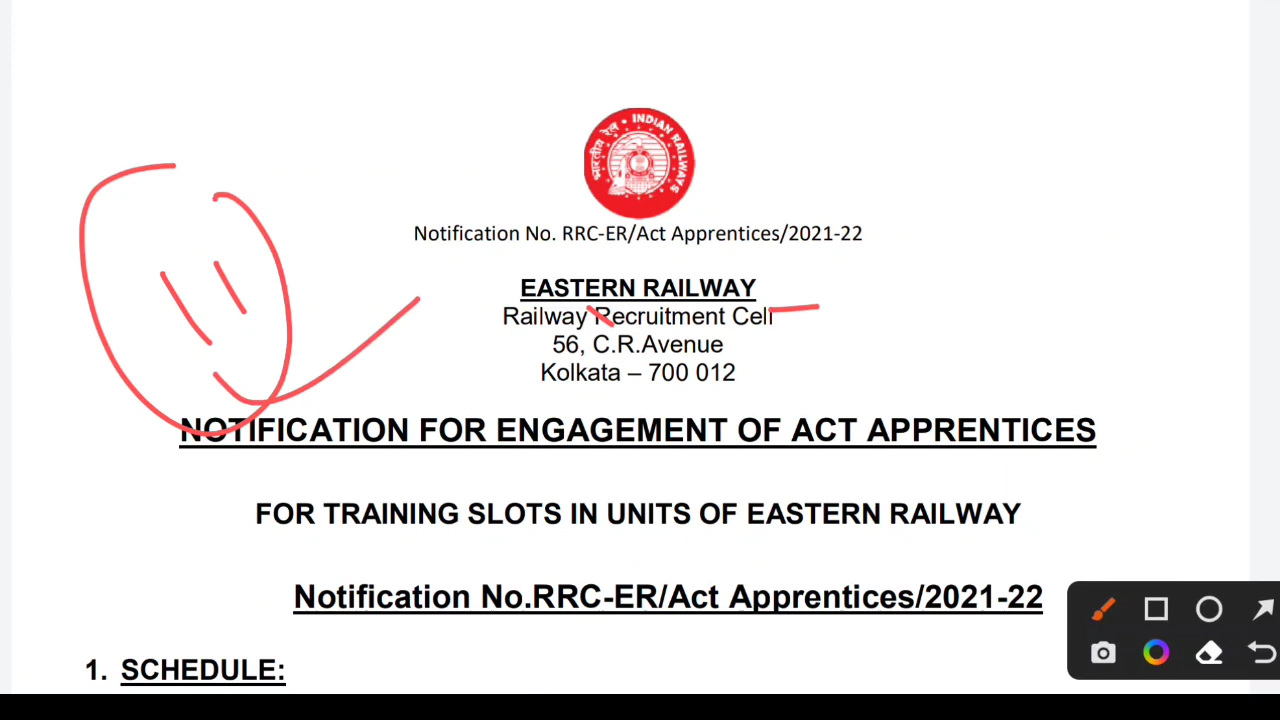 भारतीय रेल • INDIAN RAILWAYS
Notification No. RRC-ER/Act Apprentices/2021-22
EASTERN RAILWAY
Railway Recruitment Cell
56, C.R.Avenue
Kolkata – 700 012
NOTIFICATION FOR ENGAGEMENT OF ACT APPRENTICES
FOR TRAINING SLOTS IN UNITS OF EASTERN RAILWAY
Notification No.RRC-ER/Act Apprentices/2021-22
1. SCHEDULE: